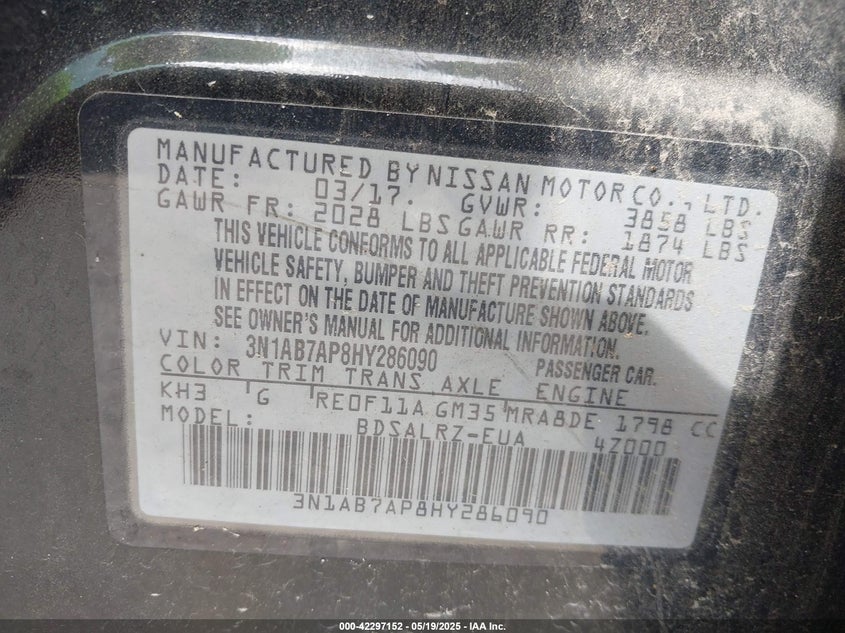 MANUFACTURED BY NISSAN MOTOR CO., LTD.
DATE: 03/17. GVWR: 3858 LBS
GAWR FR: 2028 LBS GAWR RR: 1874 LBS
THIS VEHICLE CONFORMS TO ALL APPLICABLE FEDERAL MOTOR
VEHICLE SAFETY, BUMPER AND THEFT PREVENTION STANDARDS
IN EFFECT ON THE DATE OF MANUFACTURE SHOWN ABOVE.
SEE OWNER'S MANUAL FOR ADDITIONAL INFORMATION.
VIN: 3N1AB7AP8HY286090 PASSENGER CAR.
COLOR TRIM TRANS AXLE ENGINE
KH3 G RE0F11A GM35 MRA8DE 1798 CC
MODEL: BDSALRZ-EUA 4Z000
3N1AB7AP8HY286090
000-42297152 — 05/19/2025 — IAA Inc.